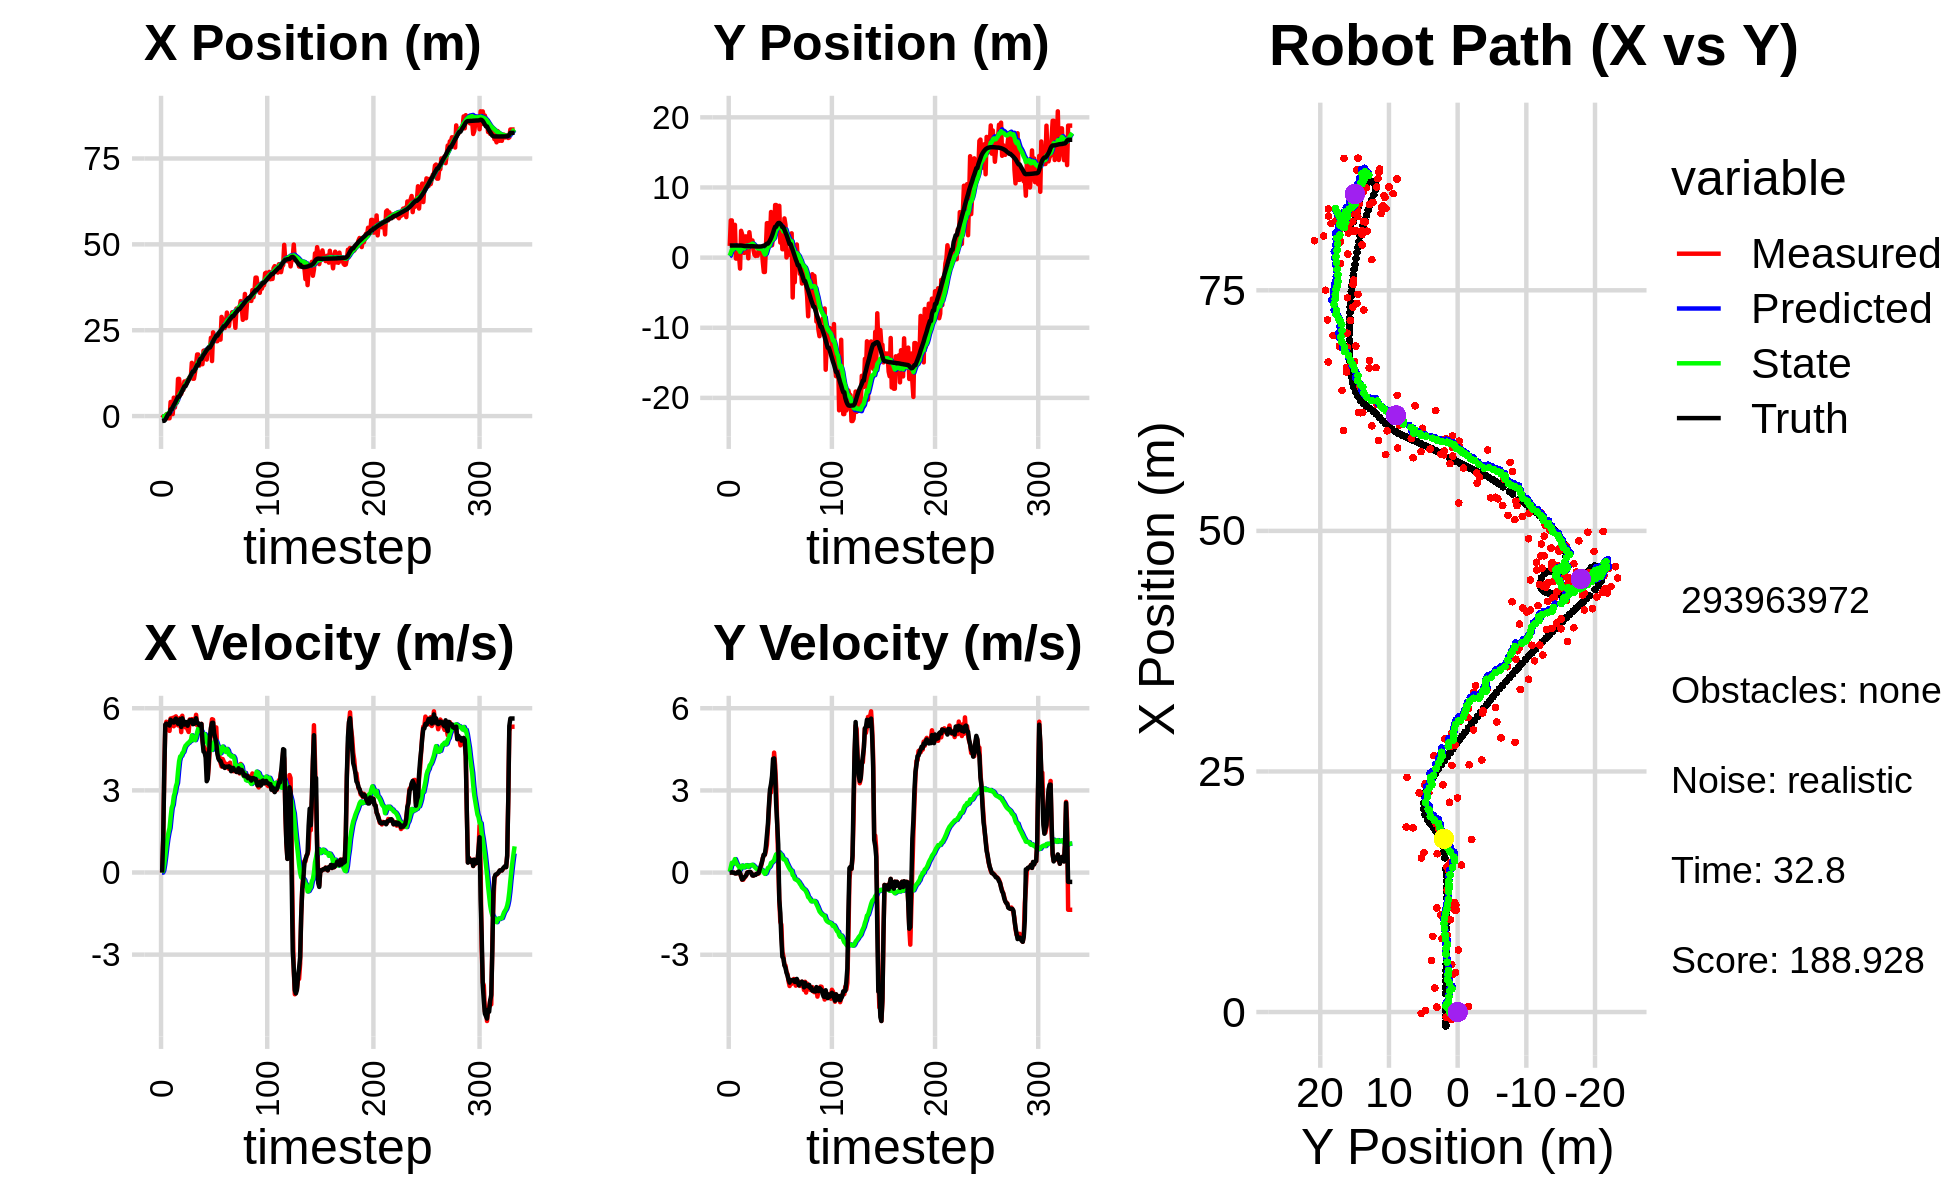 X Position (m)
75
50
25
0
0
100
200
300
timestep
Y Position (m)
20
10
0
-10
-20
0
100
200
300
timestep
X Velocity (m/s)
6
3
0
-3
0
100
200
300
timestep
Y Velocity (m/s)
6
3
0
-3
0
100
200
300
timestep
Robot Path (X vs Y)
X Position (m)
75
50
25
0
20 10 0 -10 -20
Y Position (m)
variable
Measured
Predicted
State
Truth
293963972
Obstacles: none
Noise: realistic
Time: 32.8
Score: 188.928